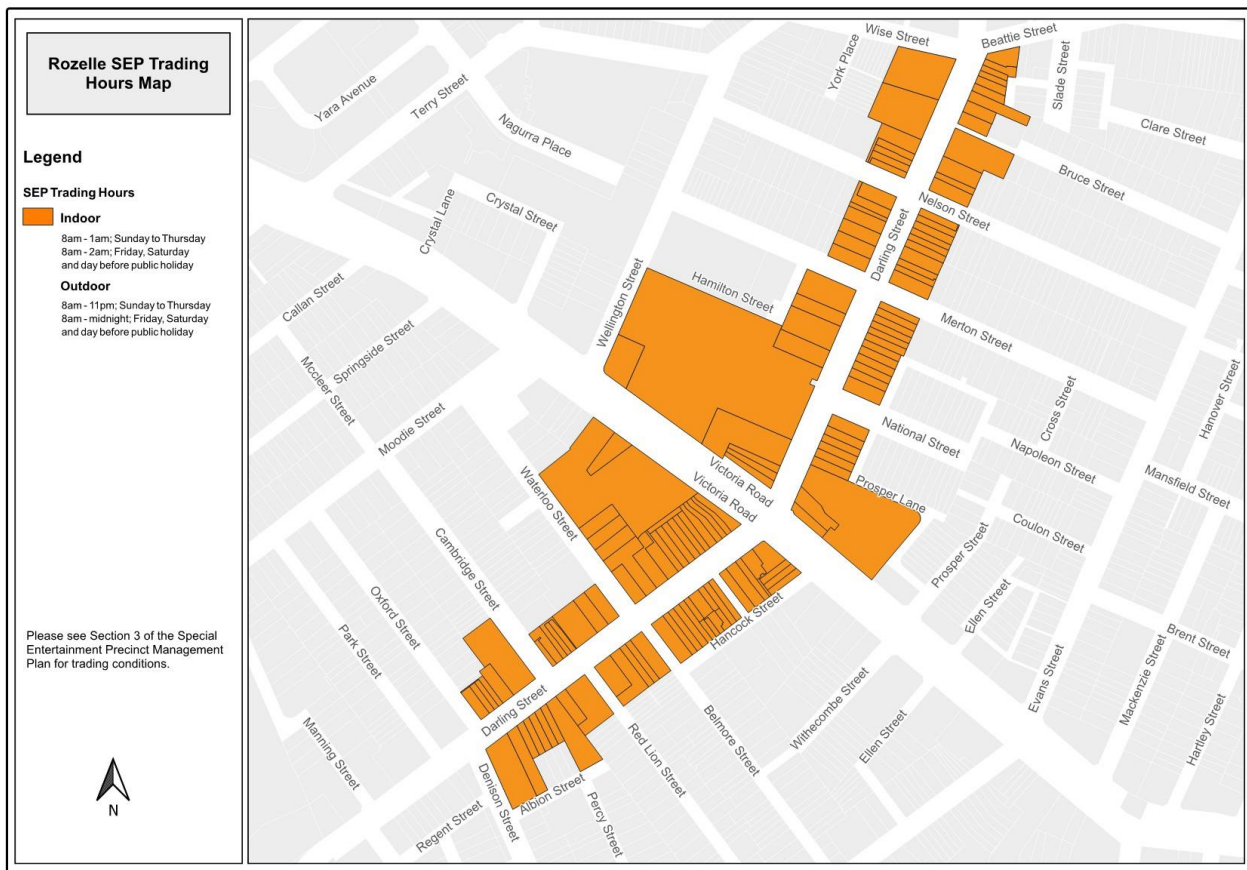 Rozelle SEP Trading
Hours Map
Legend
SEP Trading Hours
Indoor
8am - 1am; Sunday to Thursday
8am - 2am; Friday, Saturday
and day before public holiday
Outdoor
8am - 11pm; Sunday to Thursday
8am - midnight; Friday, Saturday
and day before public holiday
Please see Section 3 of the Special
Entertainment Precinct Management
Plan for trading conditions.
N
Wise Street
Beattie Street
York Place
Slade Street
Yara Avenue
Terry Street
Nagurra Place
Clare Street
Bruce Street
Crystal Lane
Crystal Street
Nelson Street
Darling Street
Callan Street
Wellington Street
Hamilton Street
Merton Street
Mccleer Street
Springside Street
Hanover Street
Cross Street
Moodie Street
National Street
Napoleon Street
Mansfield Street
Victoria Road
Victoria Road
Prosper Lane
Waterloo Street
Coulon Street
Cambridge Street
Prosper Street
Oxford Street
Ellen Street
Hancock Street
Park Street
Brent Street
Evans Street
Mackenzie Street
Hartley Street
Darling Street
Manning Street
Red Lion Street
Belmore Street
Withecombe Street
Ellen Street
Albion Street
Regent Street
Denison Street
Percy Street